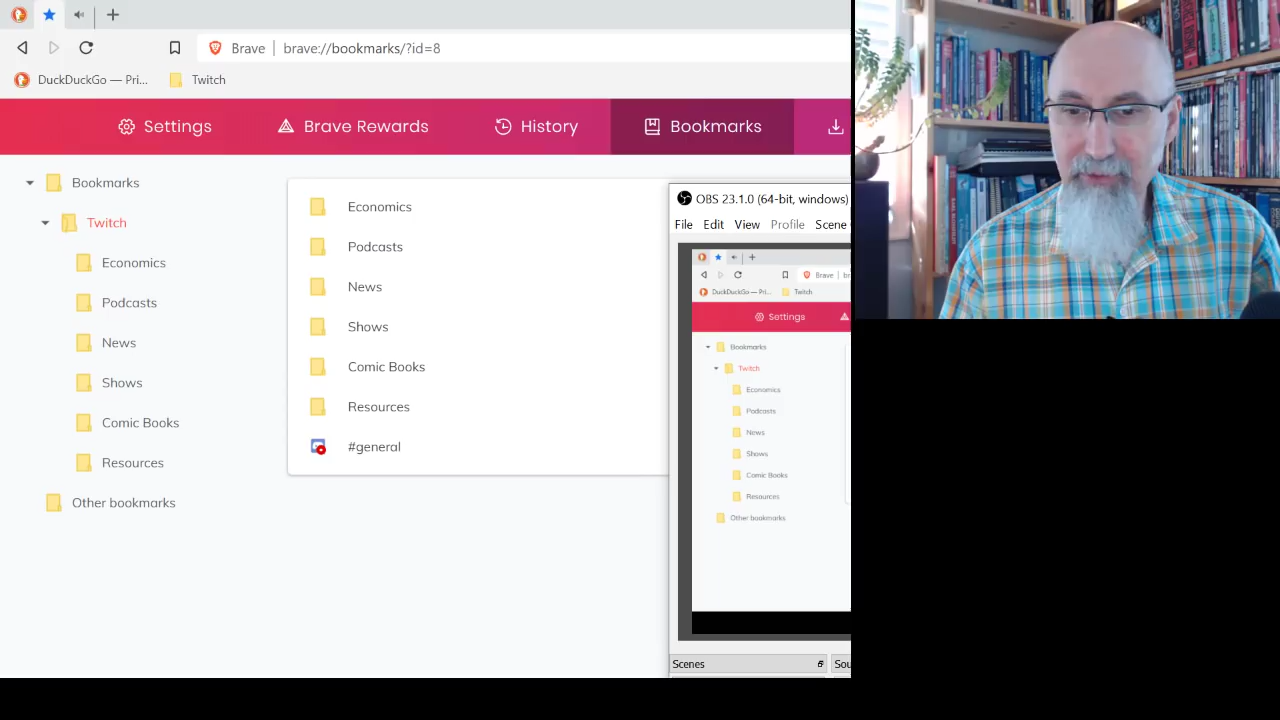 Brave
brave://bookmarks/?id=8
DuckDuckGo — Pri...
Twitch
Settings
Brave Rewards
History
Bookmarks
Bookmarks
Twitch
Economics
Podcasts
News
Shows
Comic Books
Resources
Other bookmarks
Economics
Podcasts
News
Shows
Comic Books
Resources
#general
OBS 23.1.0 (64-bit, windows)
File Edit View Profile Scene
Brave
DuckDuckGo — Pri...
Twitch
Settings
Bookmarks
Twitch
Economics
Podcasts
News
Shows
Comic Books
Resources
Other bookmarks
Scenes
Sou